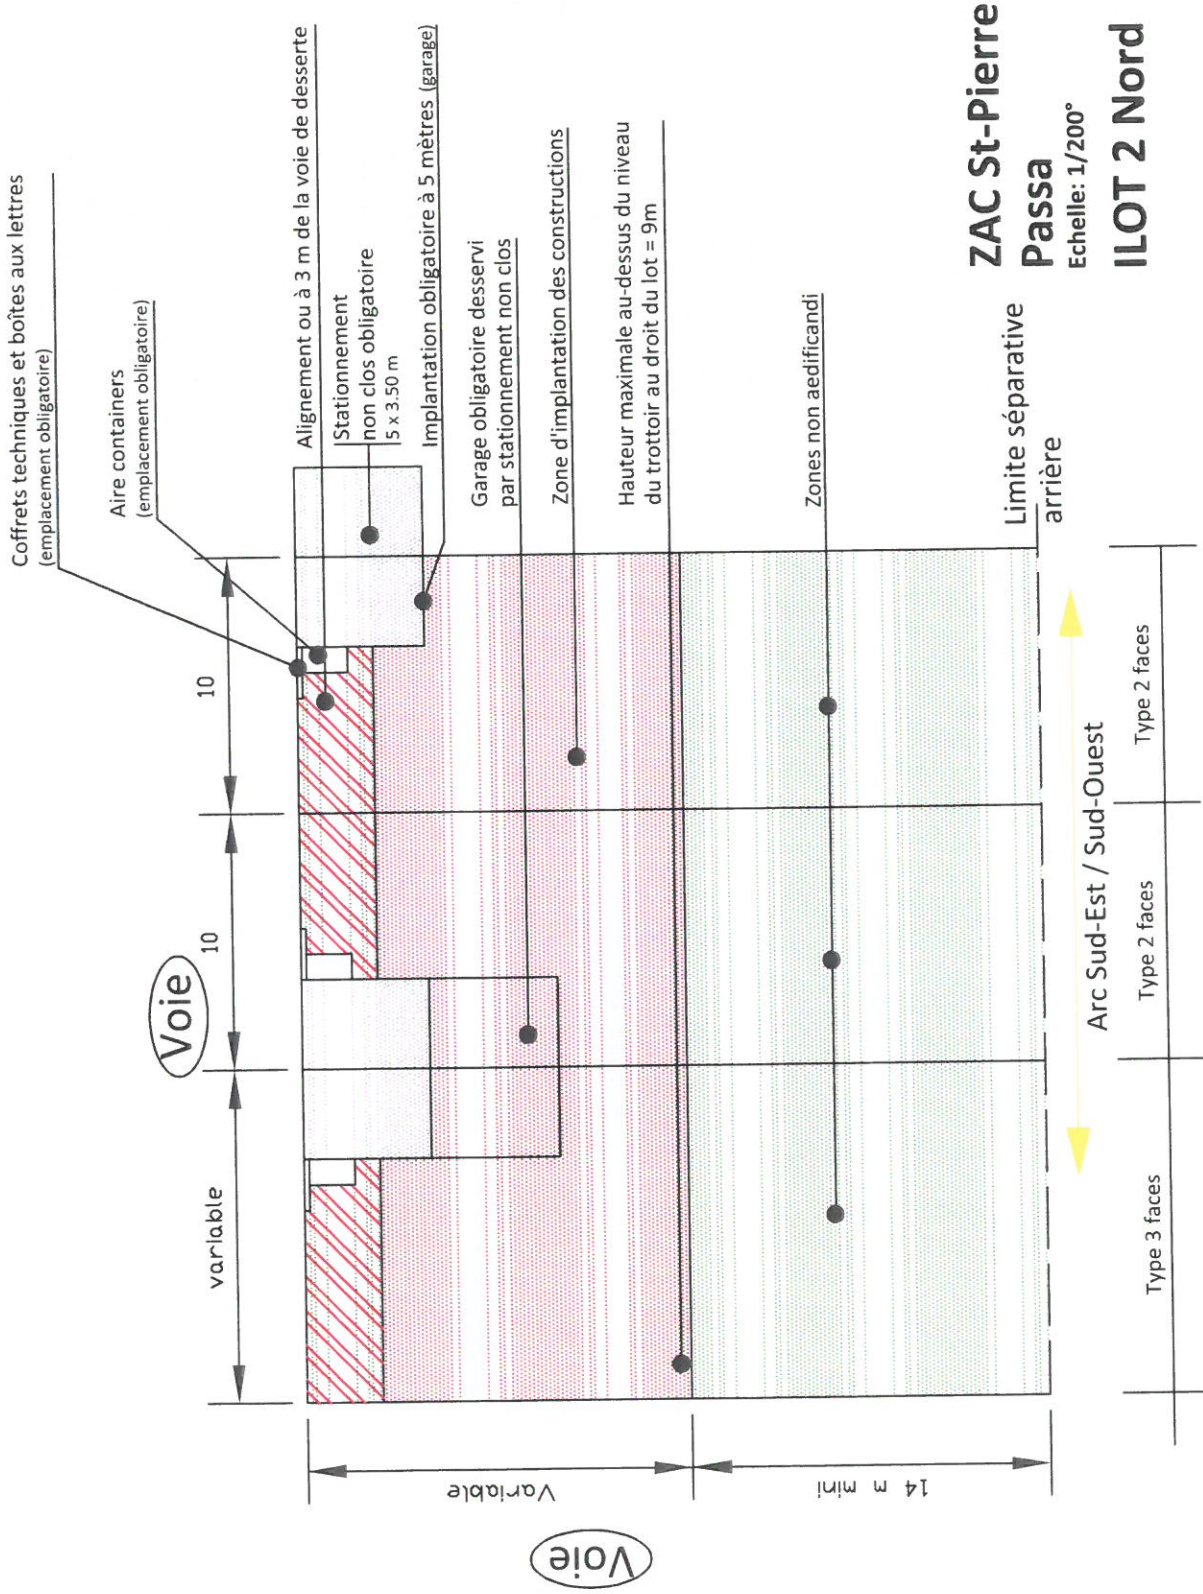 Coffrets techniques et boîtes aux lettres
(emplacement obligatoire)
Aire containers
(emplacement obligatoire)
Alignement ou à 3 m de la voie de desserte
Stationnement
non clos obligatoire
5 x 3.50 m
Implantation obligatoire à 5 mètres (garage)
Garage obligatoire desservi
par stationnement non clos
Zone d'implantation des constructions
Hauteur maximale au-dessus du niveau
du trottoir au droit du lot = 9m
Zones non aedificandi
Limite séparative
arrière
Voie
variable
10
10
Variable
14 m mini
Voie
Arc Sud-Est / Sud-Ouest
Type 3 faces
Type 2 faces
Type 2 faces
ZAC St-Pierre
Passa
Echelle: 1/200°
ILOT 2 Nord